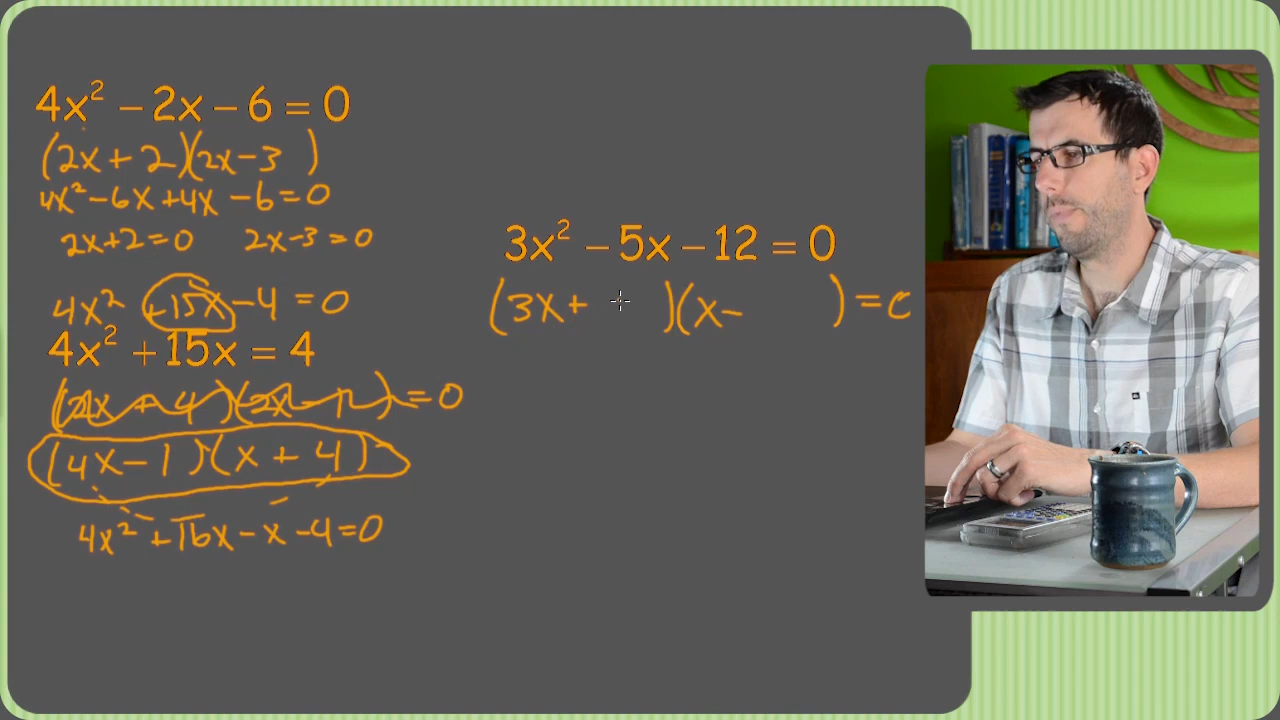 4x² − 2x − 6 = 0
(2x + 2)(2x − 3 )
4x² − 6x + 4x − 6 = 0
2x + 2 = 0 2x − 3 = 0
4x² +15x − 4 = 0
4x² + 15x = 4
(2x + 4)(2x − 1) = 0
(4x − 1)(x + 4)
4x² + 16x − x − 4 = 0
3x² − 5x − 12 = 0
(3x + )(x − ) = 0